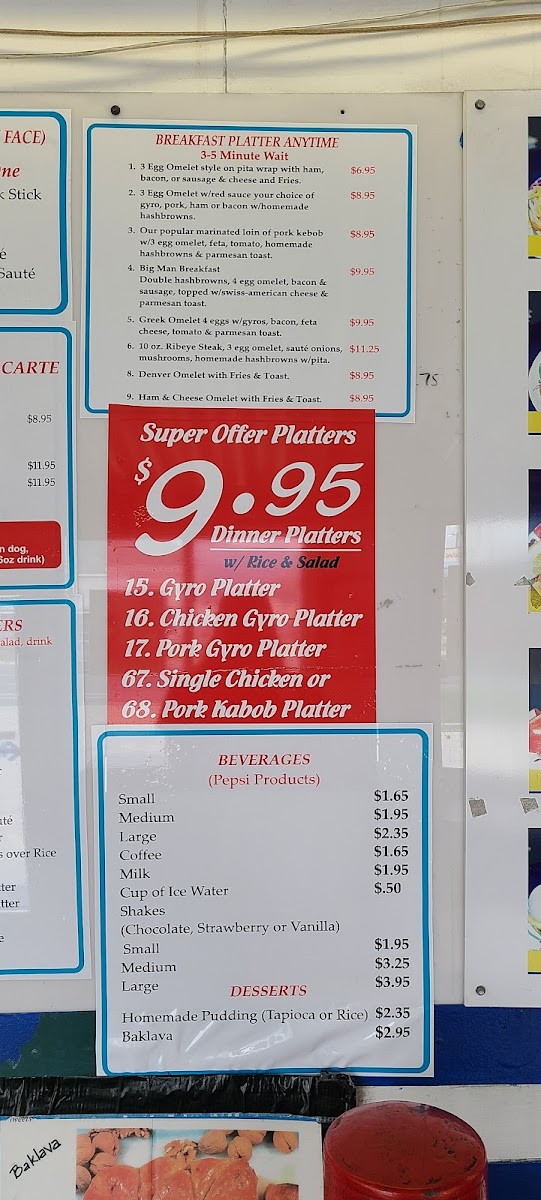 FACE)
Stick
Sauté
CARTE
$8.95
$11.95
$11.95
dog,
drink)
salad, drink
over Rice
BREAKFAST PLATTER ANYTIME
3-5 Minute Wait
1. 3 Egg Omelet style on pita wrap with ham, $6.95
bacon, or sausage & cheese and Fries.
2. 3 Egg Omelet w/red sauce your choice of $8.95
gyro, pork, ham or bacon w/homemade
hashbrowns.
3. Our popular marinated loin of pork kebob $8.95
w/3 egg omelet, feta, tomato, homemade
hashbrowns & parmesan toast.
4. Big Man Breakfast $9.95
Double hashbrowns, 4 egg omelet, bacon &
sausage, topped w/swiss-american cheese &
parmesan toast.
5. Greek Omelet 4 eggs w/gyros, bacon, feta $9.95
cheese, tomato & parmesan toast.
6. 10 oz. Ribeye Steak, 3 egg omelet, sauté onions, $11.25
mushrooms, homemade hashbrowns w/pita.
8. Denver Omelet with Fries & Toast. $8.95
9. Ham & Cheese Omelet with Fries & Toast. $8.95
.75
Super Offer Platters
$9.95
Dinner Platters
w/ Rice & Salad
15. Gyro Platter
16. Chicken Gyro Platter
17. Pork Gyro Platter
67. Single Chicken or
68. Pork Kabob Platter
BEVERAGES
(Pepsi Products)
Small $1.65
Medium $1.95
Large $2.35
Coffee $1.65
Milk $1.95
Cup of Ice Water $.50
Shakes
(Chocolate, Strawberry or Vanilla)
Small $1.95
Medium $3.25
Large $3.95
DESSERTS
Homemade Pudding (Tapioca or Rice) $2.35
Baklava $2.95
sweets
Baklava